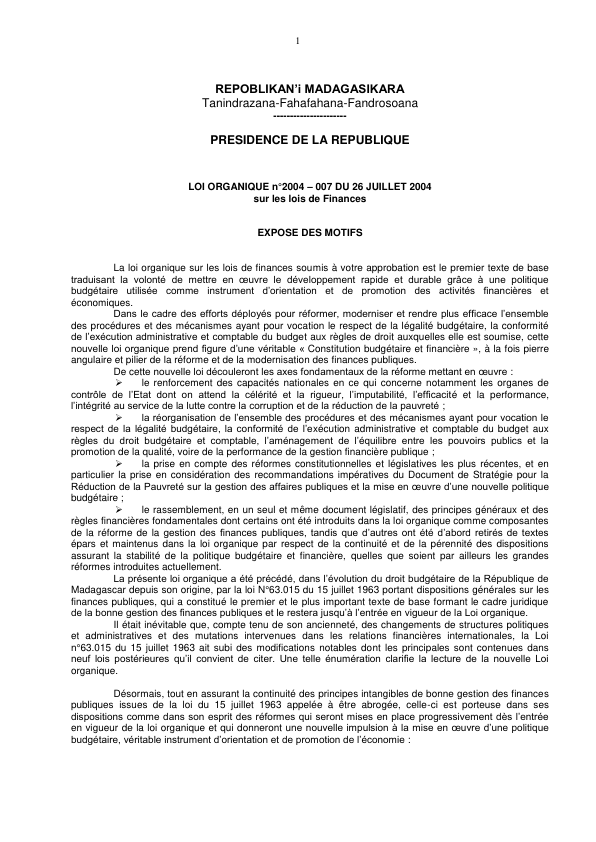 1
REPOBLIKAN'i MADAGASIKARA
Tanindrazana-Fahafahana-Fandrosoana
----------------------
PRESIDENCE DE LA REPUBLIQUE
LOI ORGANIQUE n°2004 – 007 DU 26 JUILLET 2004
sur les lois de Finances
EXPOSE DES MOTIFS
La loi organique sur les lois de finances soumis à votre approbation est le premier texte de base
traduisant la volonté de mettre en œuvre le développement rapide et durable grâce à une politique
budgétaire utilisée comme instrument d'orientation et de promotion des activités financières et
économiques.
Dans le cadre des efforts déployés pour réformer, moderniser et rendre plus efficace l'ensemble
des procédures et des mécanismes ayant pour vocation le respect de la légalité budgétaire, la conformité
de l'exécution administrative et comptable du budget aux règles de droit auxquelles elle est soumise, cette
nouvelle loi organique prend figure d'une véritable « Constitution budgétaire et financière », à la fois pierre
angulaire et pilier de la réforme et de la modernisation des finances publiques.
De cette nouvelle loi découleront les axes fondamentaux de la réforme mettant en œuvre :
➢ le renforcement des capacités nationales en ce qui concerne notamment les organes de
contrôle de l'Etat dont on attend la célérité et la rigueur, l'imputabilité, l'efficacité et la performance,
l'intégrité au service de la lutte contre la corruption et de la réduction de la pauvreté ;
➢ la réorganisation de l'ensemble des procédures et des mécanismes ayant pour vocation le
respect de la légalité budgétaire, la conformité de l'exécution administrative et comptable du budget aux
règles du droit budgétaire et comptable, l'aménagement de l'équilibre entre les pouvoirs publics et la
promotion de la qualité, voire de la performance de la gestion financière publique ;
➢ la prise en compte des réformes constitutionnelles et législatives les plus récentes, et en
particulier la prise en considération des recommandations impératives du Document de Stratégie pour la
Réduction de la Pauvreté sur la gestion des affaires publiques et la mise en œuvre d'une nouvelle politique
budgétaire ;
➢ le rassemblement, en un seul et même document législatif, des principes généraux et des
règles financières fondamentales dont certains ont été introduits dans la loi organique comme composantes
de la réforme de la gestion des finances publiques, tandis que d'autres ont été d'abord retirés de textes
épars et maintenus dans la loi organique par respect de la continuité et de la pérennité des dispositions
assurant la stabilité de la politique budgétaire et financière, quelles que soient par ailleurs les grandes
réformes introduites actuellement.
La présente loi organique a été précédé, dans l'évolution du droit budgétaire de la République de
Madagascar depuis son origine, par la loi N°63.015 du 15 juillet 1963 portant dispositions générales sur les
finances publiques, qui a constitué le premier et le plus important texte de base formant le cadre juridique
de la bonne gestion des finances publiques et le restera jusqu'à l'entrée en vigueur de la Loi organique.
Il était inévitable que, compte tenu de son ancienneté, des changements de structures politiques
et administratives et des mutations intervenues dans les relations financières internationales, la Loi
n°63.015 du 15 juillet 1963 ait subi des modifications notables dont les principales sont contenues dans
neuf lois postérieures qu'il convient de citer. Une telle énumération clarifie la lecture de la nouvelle Loi
organique.
Désormais, tout en assurant la continuité des principes intangibles de bonne gestion des finances
publiques issues de la loi du 15 juillet 1963 appelée à être abrogée, celle-ci est porteuse dans ses
dispositions comme dans son esprit des réformes qui seront mises en place progressivement dès l'entrée
en vigueur de la loi organique et qui donneront une nouvelle impulsion à la mise en œuvre d'une politique
budgétaire, véritable instrument d'orientation et de promotion de l'économie :